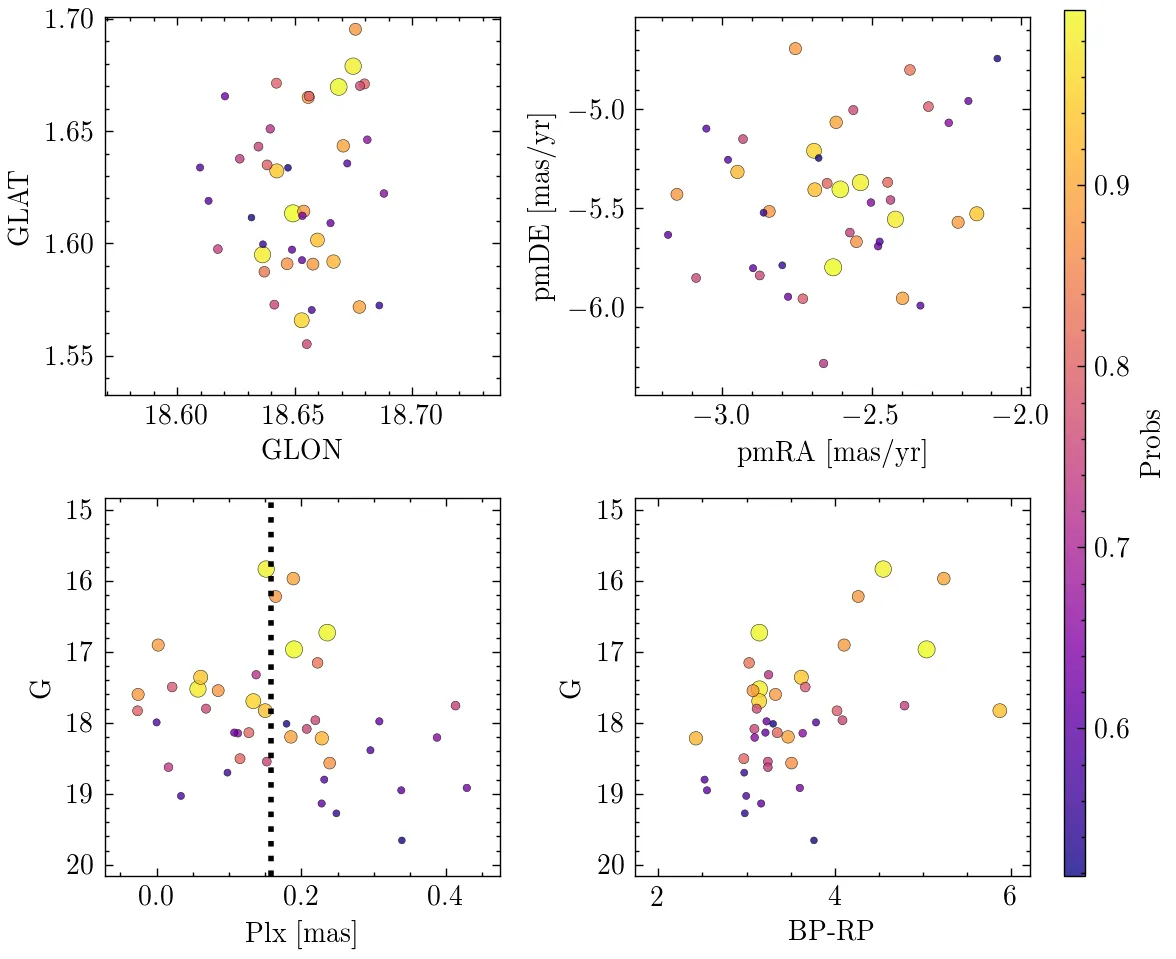 1.70
1.65
1.60
1.55
GLAT
18.60 18.65 18.70
GLON
−5.0
−5.5
−6.0
pmDE [mas/yr]
−3.0 −2.5 −2.0
pmRA [mas/yr]
15
16
17
18
19
20
G
0.0 0.2 0.4
Plx [mas]
15
16
17
18
19
20
G
2 4 6
BP-RP
0.9
0.8
0.7
0.6
Probs